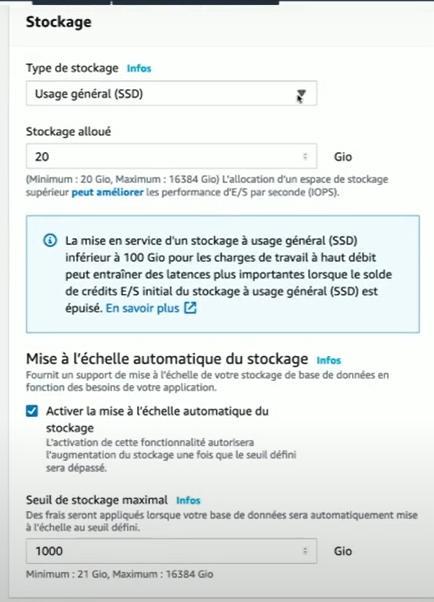 Stockage
Type de stockage Infos
Usage général (SSD)
Stockage alloué
20 Gio
(Minimum : 20 Gio, Maximum : 16384 Gio) L'allocation d'un espace de stockage
supérieur peut améliorer les performance d'E/S par seconde (IOPS).
La mise en service d'un stockage à usage général (SSD)
inférieur à 100 Gio pour les charges de travail à haut débit
peut entraîner des latences plus importantes lorsque le solde
de crédits E/S initial du stockage à usage général (SSD) est
épuisé. En savoir plus
Mise à l'échelle automatique du stockage Infos
Fournit un support de mise à l'échelle de votre stockage de base de données en
fonction des besoins de votre application.
Activer la mise à l'échelle automatique du
stockage
L'activation de cette fonctionnalité autorisera
l'augmentation du stockage une fois que le seuil défini
sera dépassé.
Seuil de stockage maximal Infos
Des frais seront appliqués lorsque votre base de données sera automatiquement mise
à l'échelle au seuil défini.
1000 Gio
Minimum : 21 Gio, Maximum : 16384 Gio